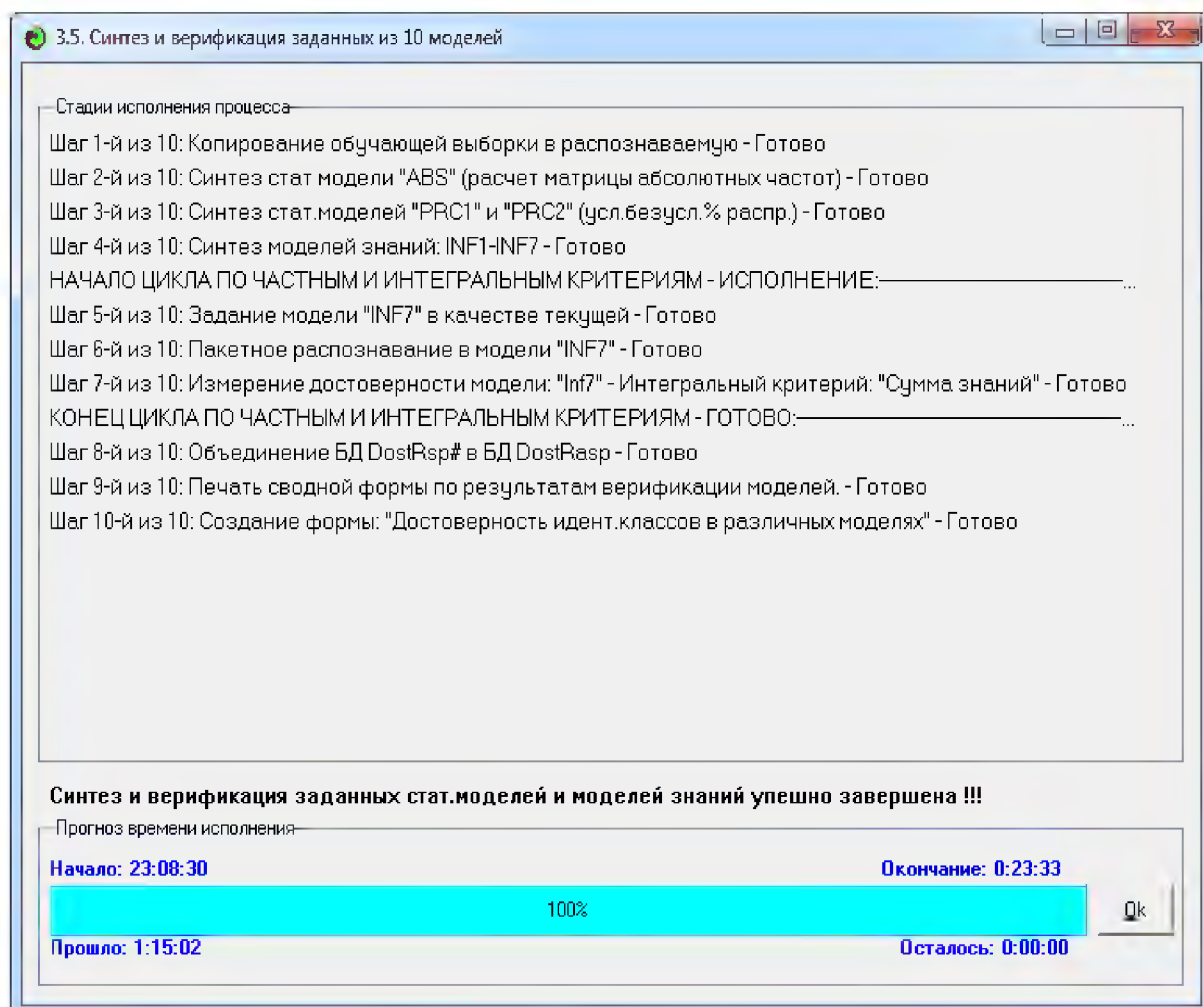 3.5. Синтез и верификация заданных из 10 моделей
Стадии исполнения процесса
Шаг 1-й из 10: Копирование обучающей выборки в распознаваемую - Готово
Шаг 2-й из 10: Синтез стат модели "ABS" (расчет матрицы абсолютных частот) - Готово
Шаг 3-й из 10: Синтез стат.моделей "PRC1" и "PRC2" (усл.безусл.% распр.) - Готово
Шаг 4-й из 10: Синтез моделей знаний: INF1-INF7 - Готово
НАЧАЛО ЦИКЛА ПО ЧАСТНЫМ И ИНТЕГРАЛЬНЫМ КРИТЕРИЯМ - ИСПОЛНЕНИЕ:————————...
Шаг 5-й из 10: Задание модели "INF7" в качестве текущей - Готово
Шаг 6-й из 10: Пакетное распознавание в модели "INF7" - Готово
Шаг 7-й из 10: Измерение достоверности модели: "Inf7" - Интегральный критерий: "Сумма знаний" - Готово
КОНЕЦ ЦИКЛА ПО ЧАСТНЫМ И ИНТЕГРАЛЬНЫМ КРИТЕРИЯМ - ГОТОВО:————————...
Шаг 8-й из 10: Объединение БД DostRsp# в БД DostRasp - Готово
Шаг 9-й из 10: Печать сводной формы по результатам верификации моделей. - Готово
Шаг 10-й из 10: Создание формы: "Достоверность идент.классов в различных моделях" - Готово
Синтез и верификация заданных стат.моделей и моделей знаний упешно завершена !!!
Прогноз времени исполнения
Начало: 23:08:30 Окончание: 0:23:33
100% Ok
Прошло: 1:15:02 Осталось: 0:00:00